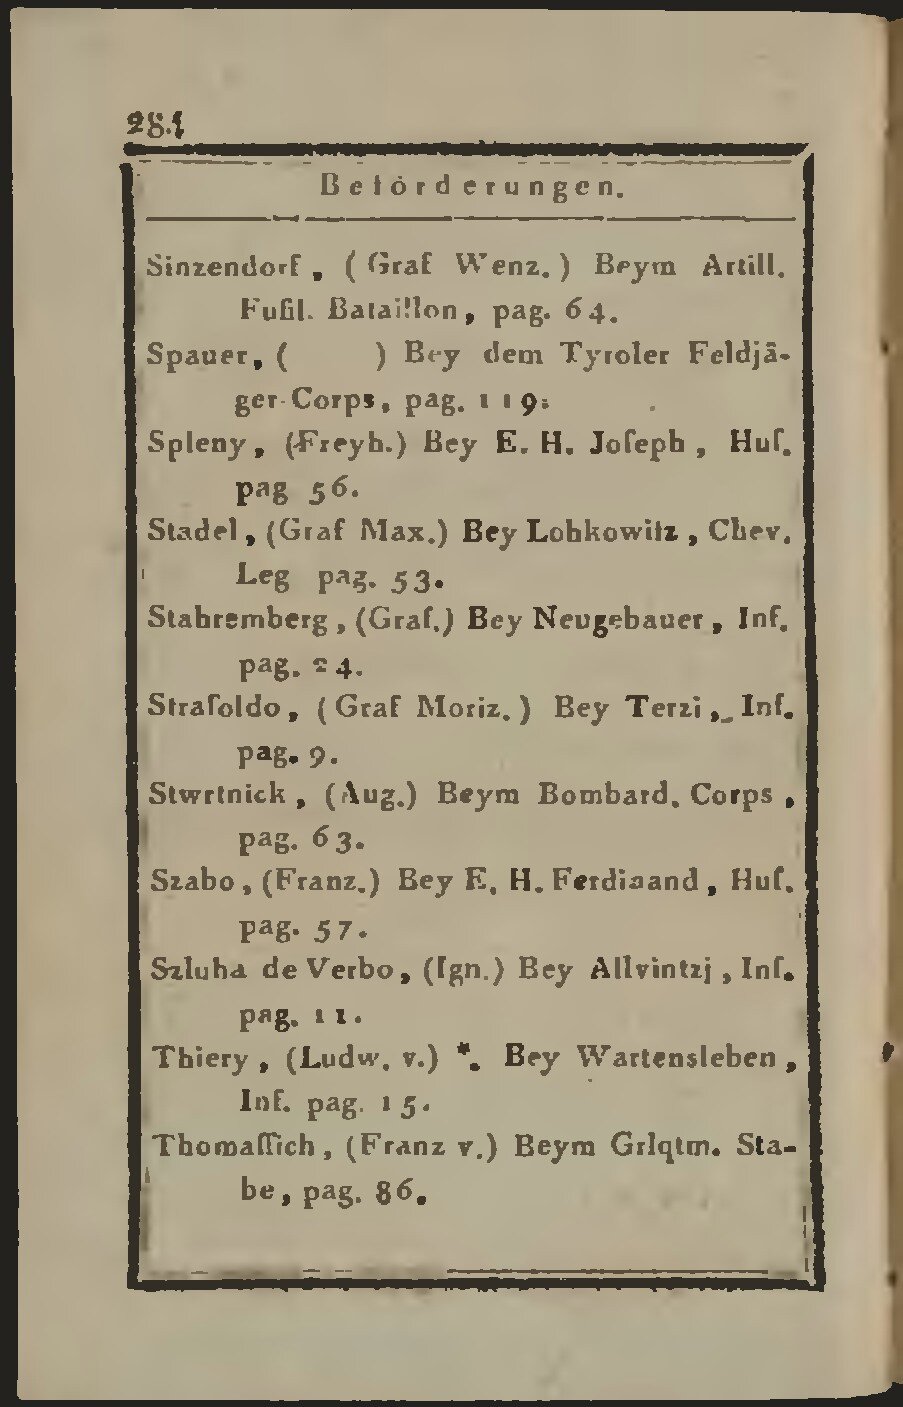 284
Beförderungen.
Sinzendorf, (Graf Wenz.) Beym Artill.
Fuſil. Bataillon, pag. 64.
Spauer, ( ) Bey dem Tyroler Feldjä-
ger-Corps, pag. 119.
Spleny, (Freyh.) Bey E. H. Joſeph, Huſ.
pag 56.
Stadel, (Graf Max.) Bey Lobkowitz, Chev.
Leg pag. 53.
Stahremberg, (Graf.) Bey Neugebauer, Inf.
pag. 24.
Straſoldo, (Graf Moriz.) Bey Terzi, Inf.
pag. 9.
Stwrtnick, (Aug.) Beym Bombard. Corps,
pag. 63.
Szabo, (Franz.) Bey E. H. Ferdinand, Huſ.
pag. 57.
Szluha de Verbo, (Ign.) Bey Allvintzj, Inf.
pag. 11.
Thiery, (Ludw. v.) *. Bey Wartensleben,
Inf. pag. 15.
Thomaſſich, (Franz v.) Beym Grlqtm. Sta-
be, pag. 86.